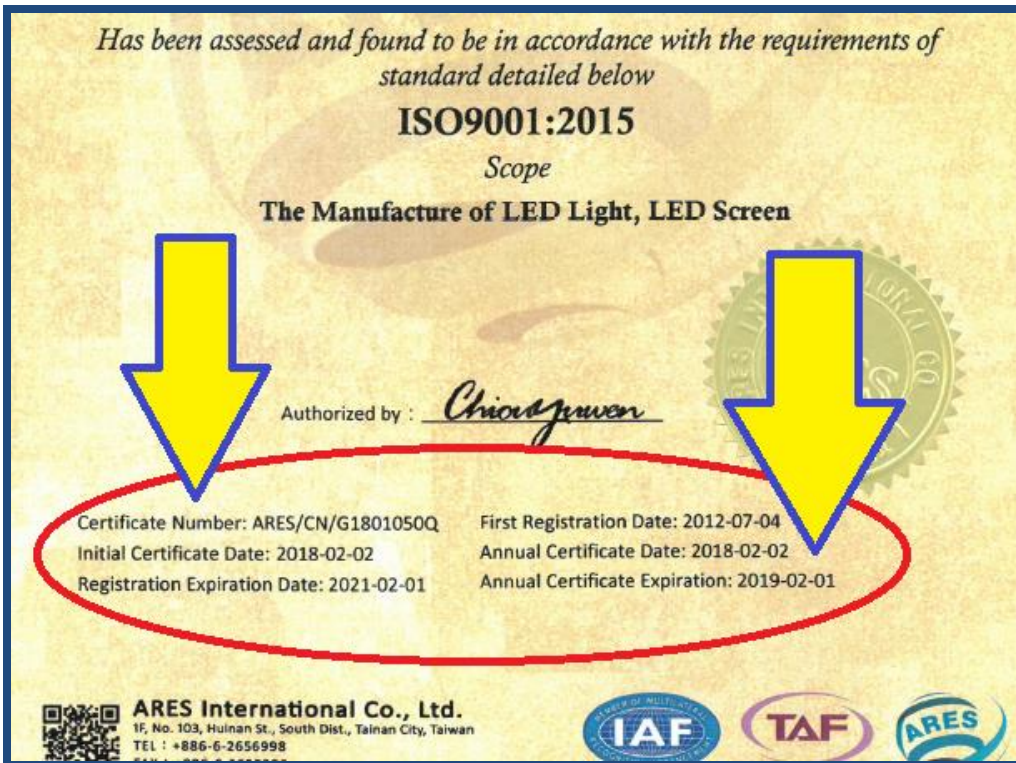 Has been assessed and found to be in accordance with the requirements of
standard detailed below
ISO9001:2015
Scope
The Manufacture of LED Light, LED Screen
Authorized by :
Certificate Number: ARES/CN/G1801050Q
Initial Certificate Date: 2018-02-02
Registration Expiration Date: 2021-02-01
First Registration Date: 2012-07-04
Annual Certificate Date: 2018-02-02
Annual Certificate Expiration: 2019-02-01
ARES International Co., Ltd.
1F, No. 103, Huinan St., South Dist., Tainan City, Taiwan
TEL : +886-6-2656998
IAF
TAF
ARES